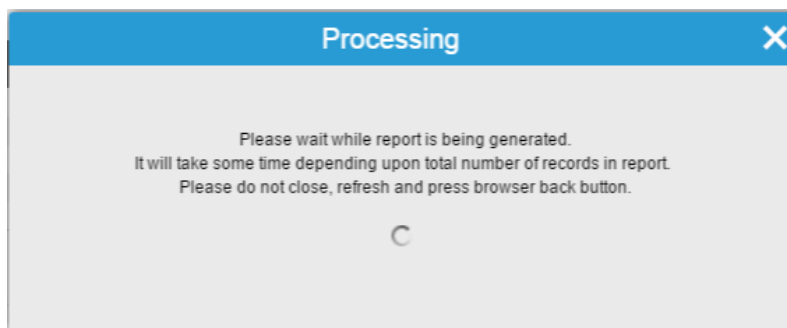 Processing
Please wait while report is being generated.
It will take some time depending upon total number of records in report.
Please do not close, refresh and press browser back button.